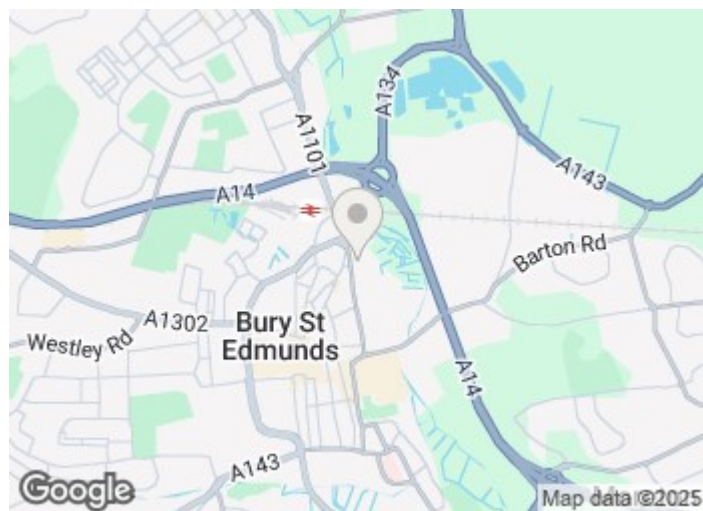 A134
A1101
A143
A14
Barton Rd
A1302
Bury St
Edmunds
Westley Rd
A14
A143
Google
Map data ©2025